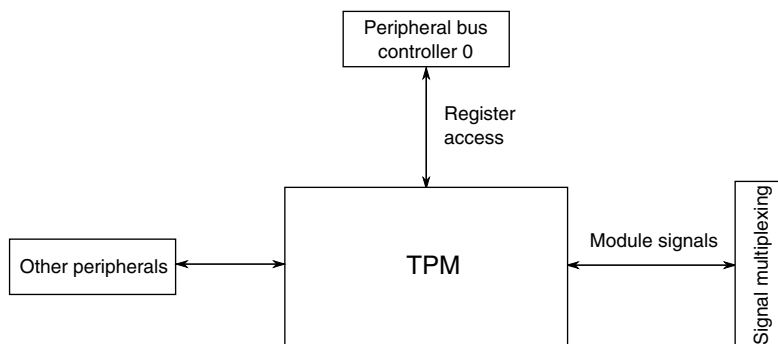 Peripheral bus
controller 0
Register
access
Signal multiplexing
Module signals
Other peripherals
TPM